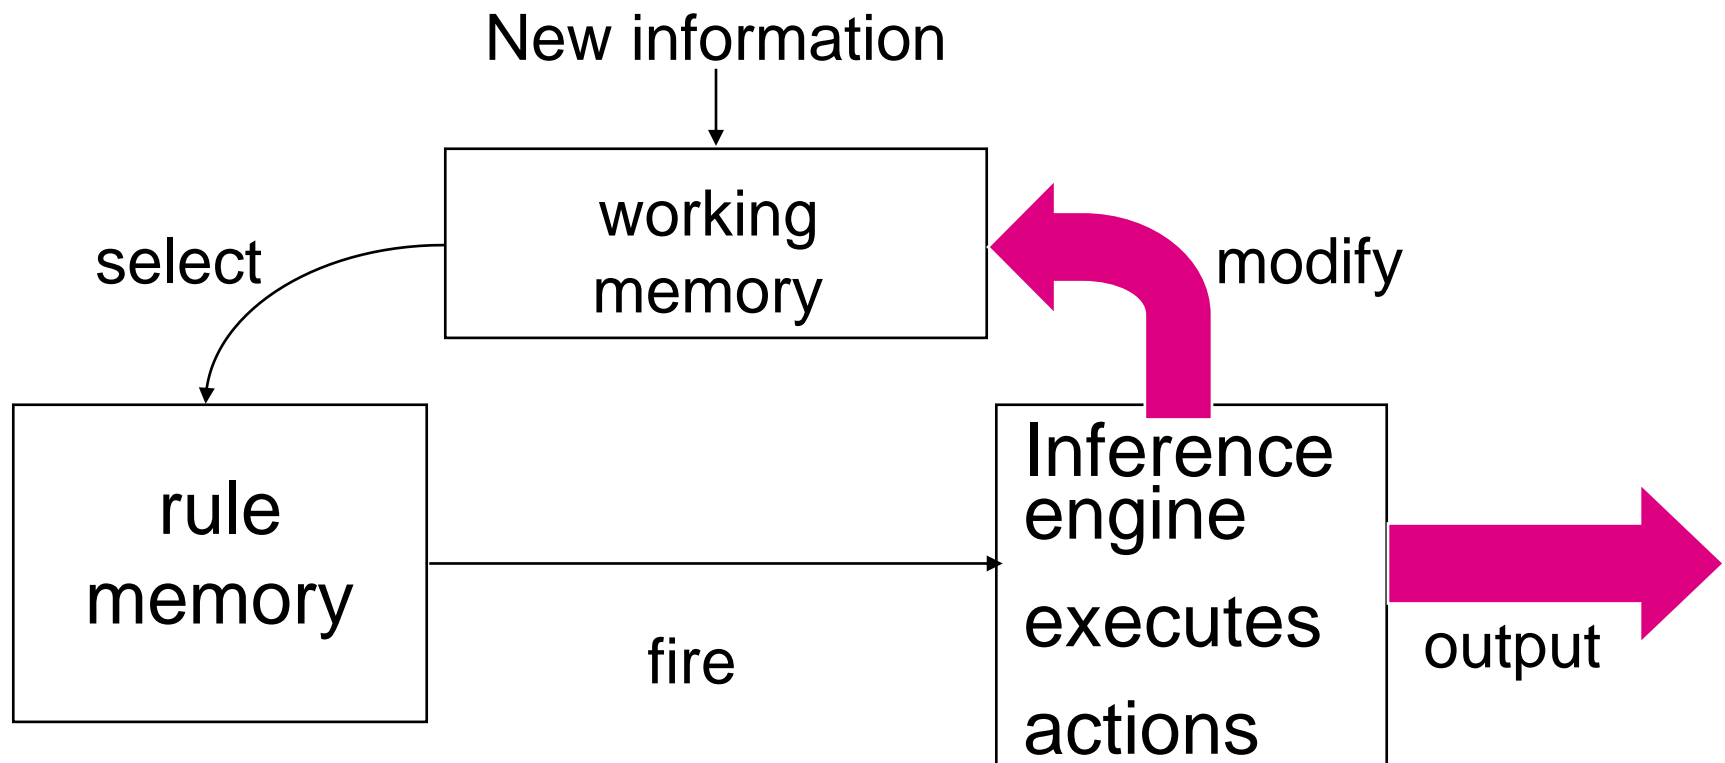 New information
working
memory
select
modify
rule
memory
fire
Inference
engine
executes
actions
output